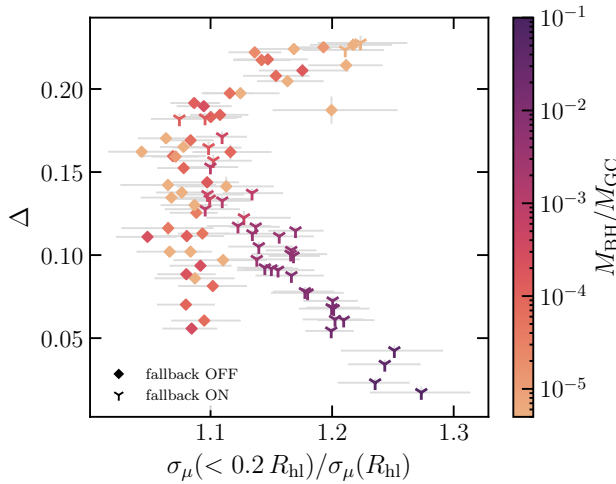 0.20
0.15
0.10
0.05
Δ
fallback OFF
fallback ON
1.1
1.2
1.3
σ_μ(< 0.2 R_hl)/σ_μ(R_hl)
10⁻¹
10⁻²
10⁻³
10⁻⁴
10⁻⁵
M_BH/M_GC